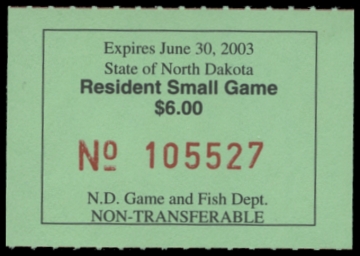 Expires June 30, 2003
State of North Dakota
Resident Small Game
$6.00
No 105527
N.D. Game and Fish Dept.
NON-TRANSFERABLE